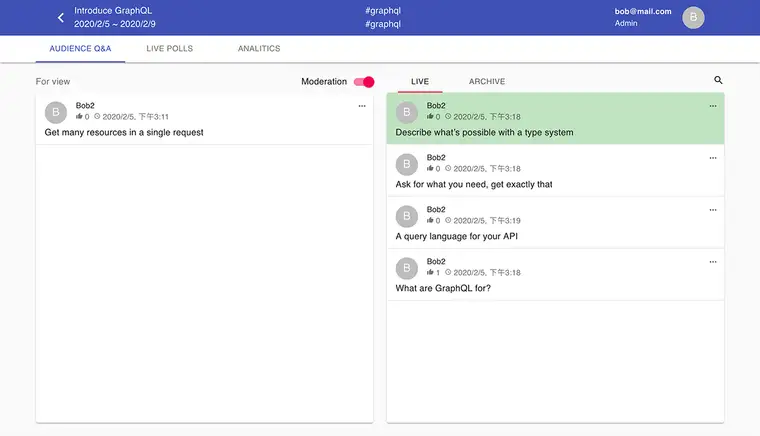 Introduce GraphQL
2020/2/5 ~ 2020/2/9
#graphql
#graphql
bob@mail.com
Admin
B
AUDIENCE Q&A
LIVE POLLS
ANALITICS
For view
Moderation
LIVE
ARCHIVE
B
Bob2
0 2020/2/5, 下午3:11
Get many resources in a single request
B
Bob2
0 2020/2/5, 下午3:18
Describe what's possible with a type system
B
Bob2
0 2020/2/5, 下午3:18
Ask for what you need, get exactly that
B
Bob2
0 2020/2/5, 下午3:19
A query language for your API
B
Bob2
1 2020/2/5, 下午3:18
What are GraphQL for?